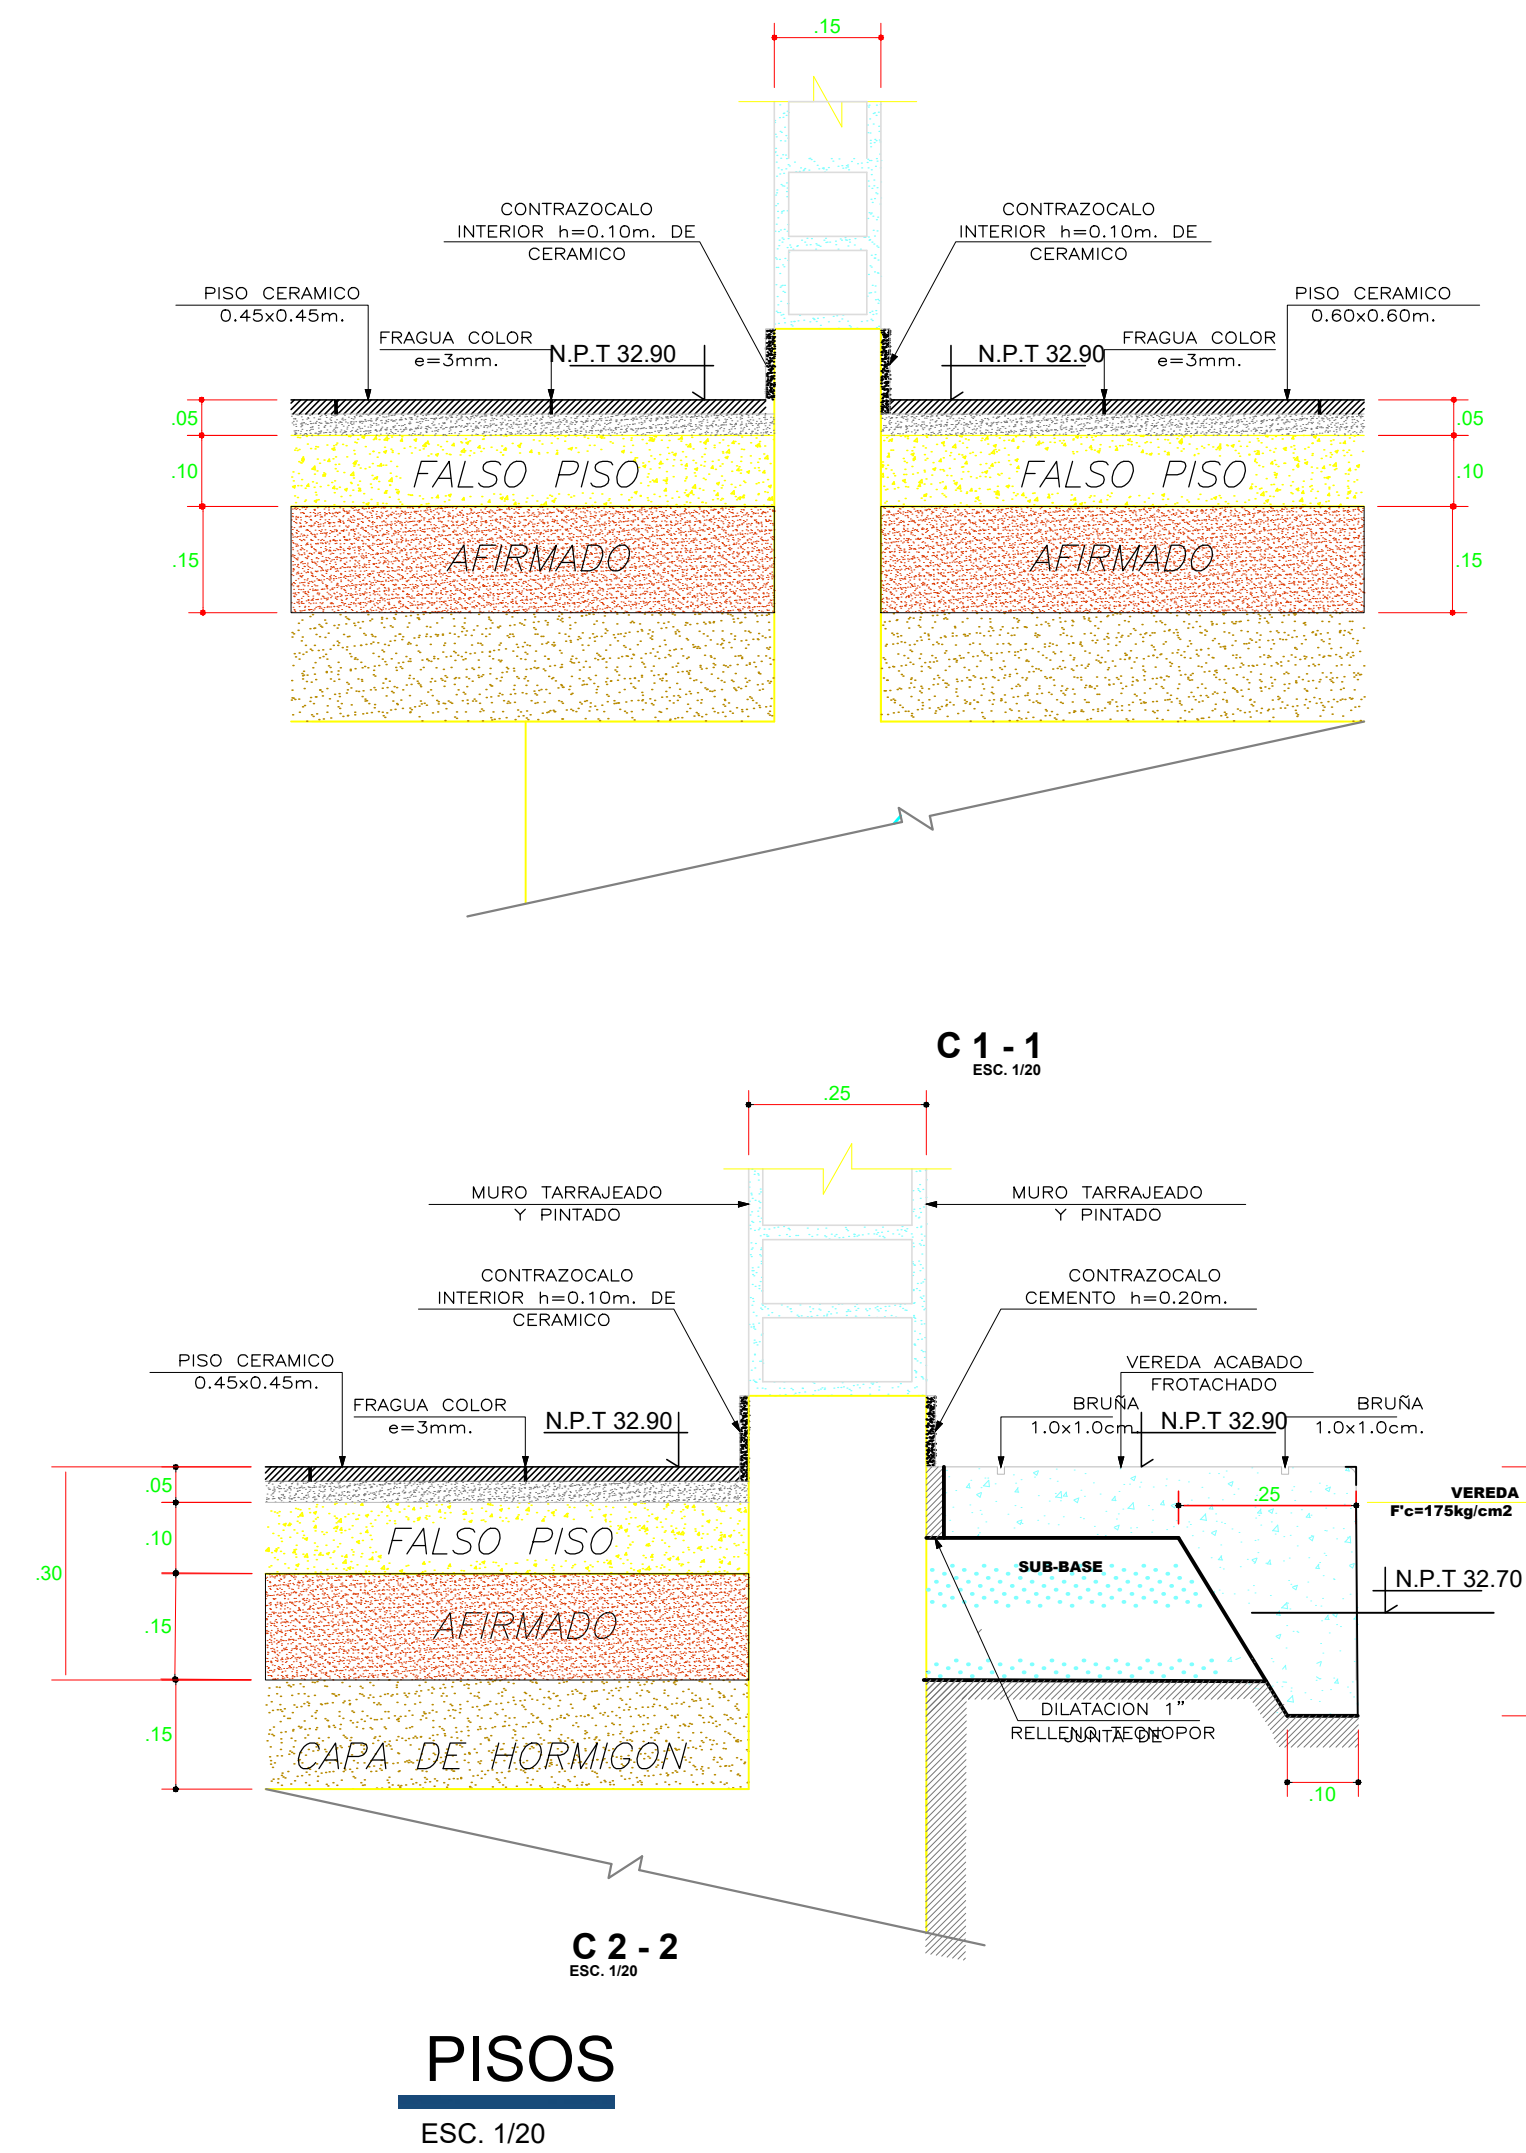 .15
CONTRAZOCALO
INTERIOR h=0.10m. DE
CERAMICO
CONTRAZOCALO
INTERIOR h=0.10m. DE
CERAMICO
PISO CERAMICO
0.45x0.45m.
PISO CERAMICO
0.60x0.60m.
FRAGUA COLOR
e=3mm.
N.P.T 32.90
N.P.T 32.90
FRAGUA COLOR
e=3mm.
.05
.05
.10
FALSO PISO
FALSO PISO
.10
.15
AFIRMADO
AFIRMADO
.15
C 1 - 1
ESC. 1/20
.25
MURO TARRAJEADO
Y PINTADO
MURO TARRAJEADO
Y PINTADO
CONTRAZOCALO
INTERIOR h=0.10m. DE
CERAMICO
CONTRAZOCALO
CEMENTO h=0.20m.
PISO CERAMICO
0.45x0.45m.
VEREDA ACABADO
FROTACHADO
FRAGUA COLOR
e=3mm.
N.P.T 32.90
BRUÑA
1.0x1.0cm.
N.P.T 32.90
BRUÑA
1.0x1.0cm.
.05
.25
VEREDA
F'c=175kg/cm2
.10
FALSO PISO
.30
SUB-BASE
N.P.T 32.70
.15
AFIRMADO
DILATACION 1”
RELLENO TECNOPOR
JUNTA DE
.15
CAPA DE HORMIGON
.10
C 2 - 2
ESC. 1/20
PISOS
ESC. 1/20